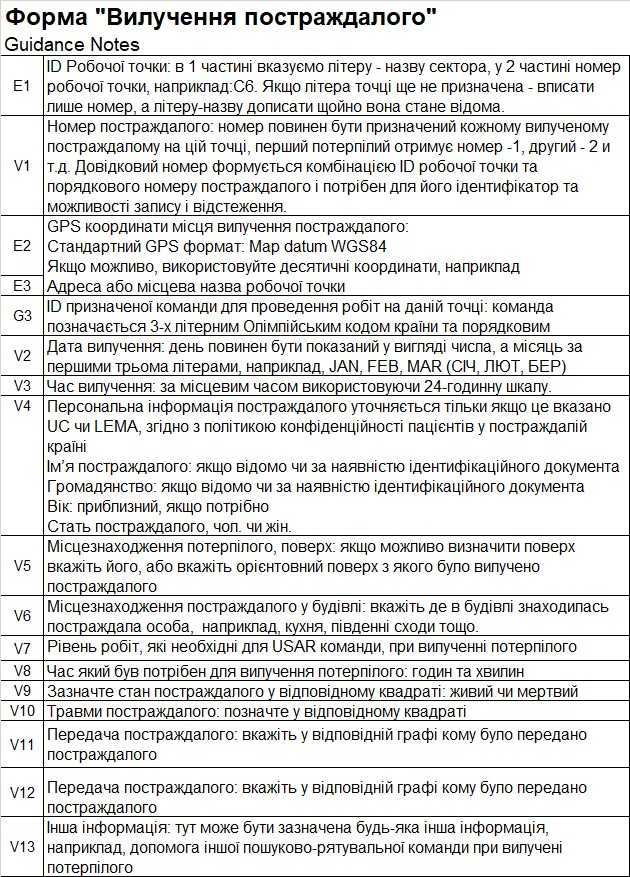 Форма "Вилучення постраждалого"
Guidance Notes
E1
ID Робочої точки: в 1 частині вказуємо літеру - назву сектора, у 2 частині номер
робочої точки, наприклад:С6. Якщо літера точці ще не призначена - вписати
лише номер, а літеру-назву дописати щойно вона стане відома.
V1
Номер постраждалого: номер повинен бути призначений кожному вилученому
постраждалому на цій точці, перший потерпілий отримує номер -1, другий - 2 и
т.д. Довідковий номер формується комбінацією ID робочої точки та
порядкового номеру постраждалого і потрібен для його ідентифікатор та
можливості запису і відстеження.
E2
GPS координати місця вилучення постраждалого:
Стандартний GPS формат: Map datum WGS84
Якщо можливо, використовуйте десятичні координати, наприклад
E3
Адреса або місцева назва робочої точки
G3
ID призначеної команди для проведення робіт на даній точці: команда
позначається 3-х літерним Олімпійським кодом країни та порядковим
V2
Дата вилучення: день повинен бути показаний у вигляді числа, а місяць за
першими трьома літерами, наприклад, JAN, FEB, MAR (СІЧ, ЛЮТ, БЕР)
V3
Час вилучення: за місцевим часом використовуючи 24-годинну шкалу.
V4
Персональна інформація постраждалого уточняється тільки якщо це вказано
UC чи LEMA, згідно з політикою конфіденційності пацієнтів у постраждалій
країні
Ім’я постраждалого: якщо відомо чи за наявністю ідентифікаційного документа
Громадянство: якщо відомо чи за наявністю ідентифікаційного документа
Вік: приблизний, якщо потрібно
Стать постраждалого, чол. чи жін.
V5
Місцезнаходження потерпілого, поверх: якщо можливо визначити поверх
вкажіть його, або вкажіть орієнтовний поверх з якого було вилучено
постраждалого
V6
Місцезнаходження постраждалого у будівлі: вкажіть де в будівлі знаходилась
постраждала особа, наприклад, кухня, південні сходи тощо.
V7
Рівень робіт, які необхідні для USAR команди, при вилученні потерпілого
V8
Час який був потрібен для вилучення потерпілого: годин та хвилин
V9
Зазначте стан постраждалого у відповідному квадраті: живий чи мертвий
V10
Травми постраждалого: позначте у відповідному квадраті
V11
Передача постраждалого: вкажіть у відповідній графі кому було передано
постраждалого
V12
Передача постраждалого: вкажіть у відповідній графі кому було передано
постраждалого
V13
Інша інформація: тут може бути зазначена будь-яка інша інформація,
наприклад, допомога іншої пошуково-рятувальної команди при вилучені
потерпілого